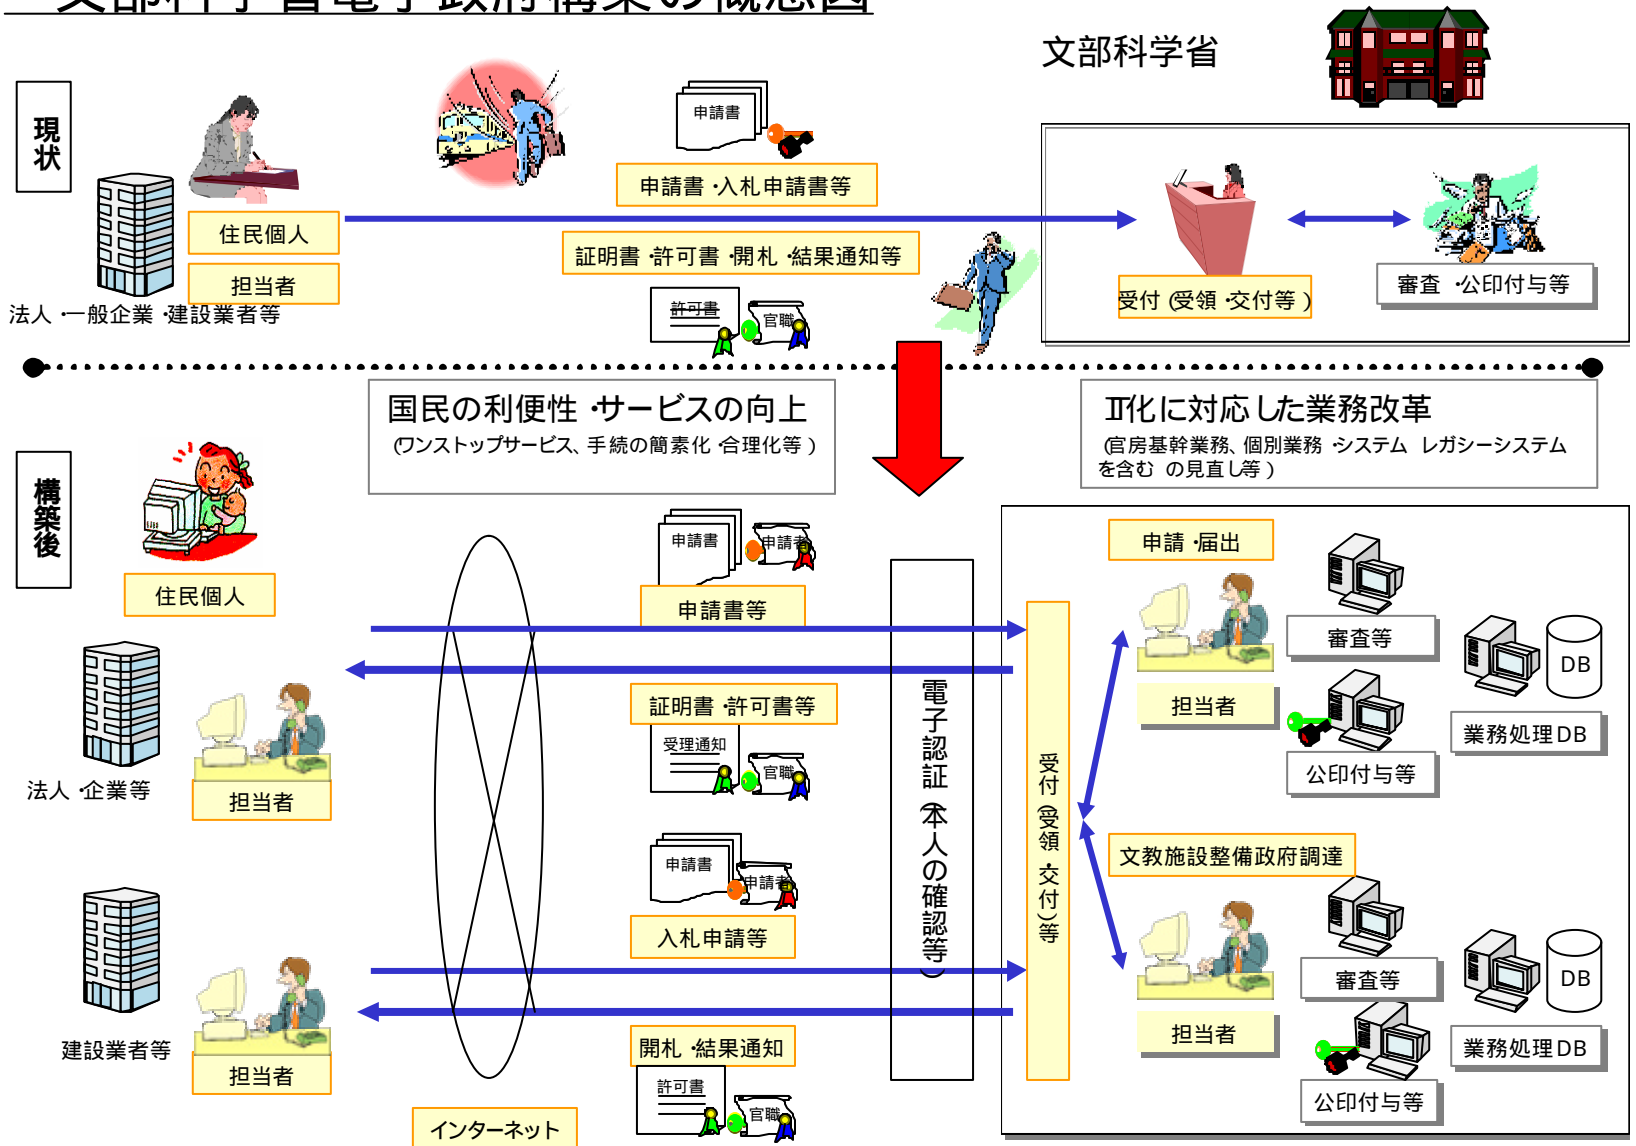 文部科学省電子政府構築の概念図
文部科学省
現状
申請書
申請書・入札申請書等
住民個人
担当者
法人・一般企業・建設業者等
証明書・許可書・開札・結果通知等
許可書
官職
受付(受領・交付等)
審査・公印付与等
国民の利便性・サービスの向上
(ワンストップサービス、手続の簡素化・合理化等)
IT化に対応した業務改革
(官房基幹業務、個別業務・システム レガシーシステム
を含む の見直し等)
構築後
住民個人
申請書
申請者
申請書等
証明書・許可書等
受理通知
官職
法人・企業等
担当者
申請書
申請者
入札申請等
建設業者等
担当者
開札・結果通知
許可書
官職
インターネット
電子認証(本人の確認等)
受付(受領・交付)等
申請・届出
担当者
審査等
公印付与等
DB
業務処理DB
文教施設整備政府調達
担当者
審査等
公印付与等
DB
業務処理DB